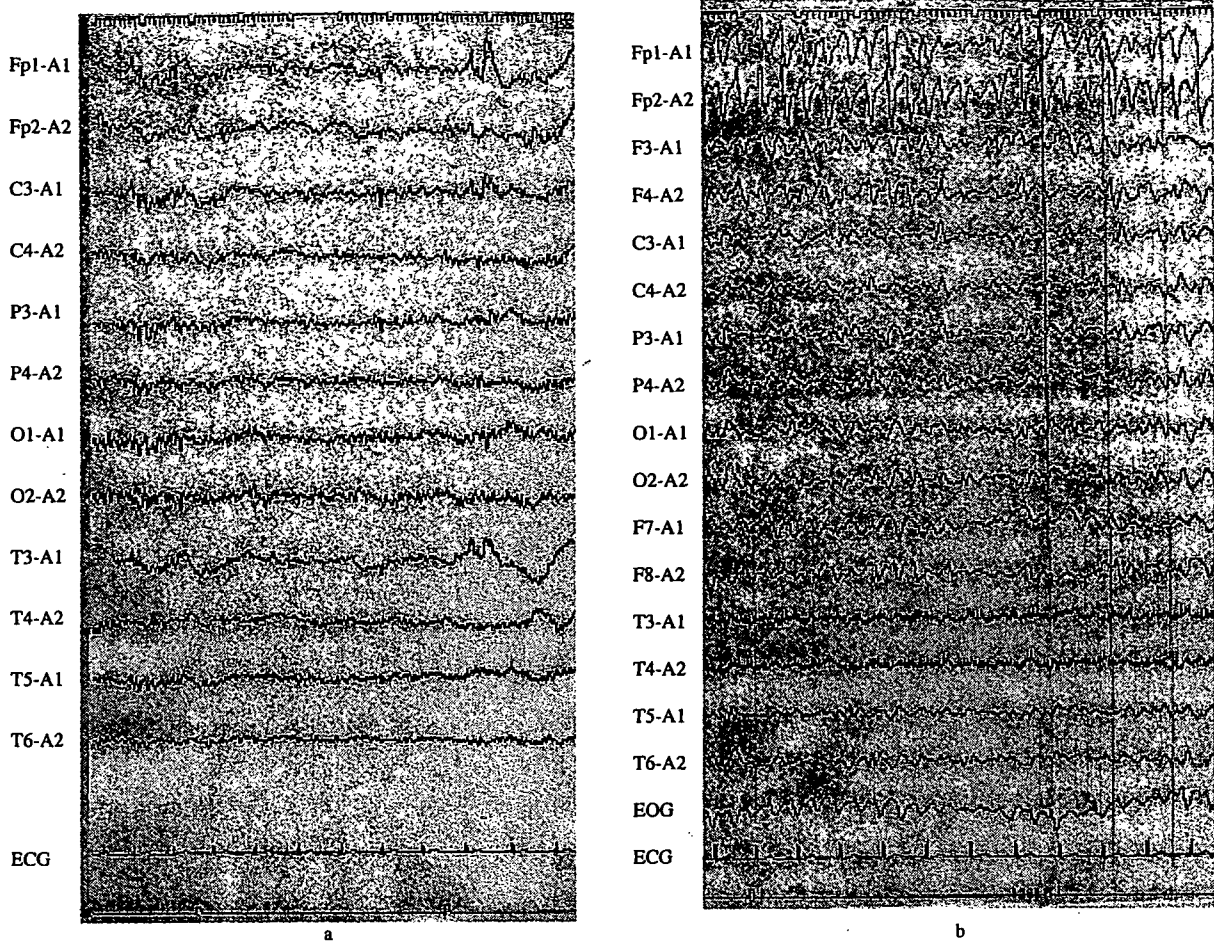 Fp1-A1
Fp2-A2
C3-A1
C4-A2
P3-A1
P4-A2
O1-A1
O2-A2
T3-A1
T4-A2
T5-A1
T6-A2
ECG
a
Fp1-A1
Fp2-A2
F3-A1
F4-A2
C3-A1
C4-A2
P3-A1
P4-A2
O1-A1
O2-A2
F7-A1
F8-A2
T3-A1
T4-A2
T5-A1
T6-A2
EOG
ECG
b